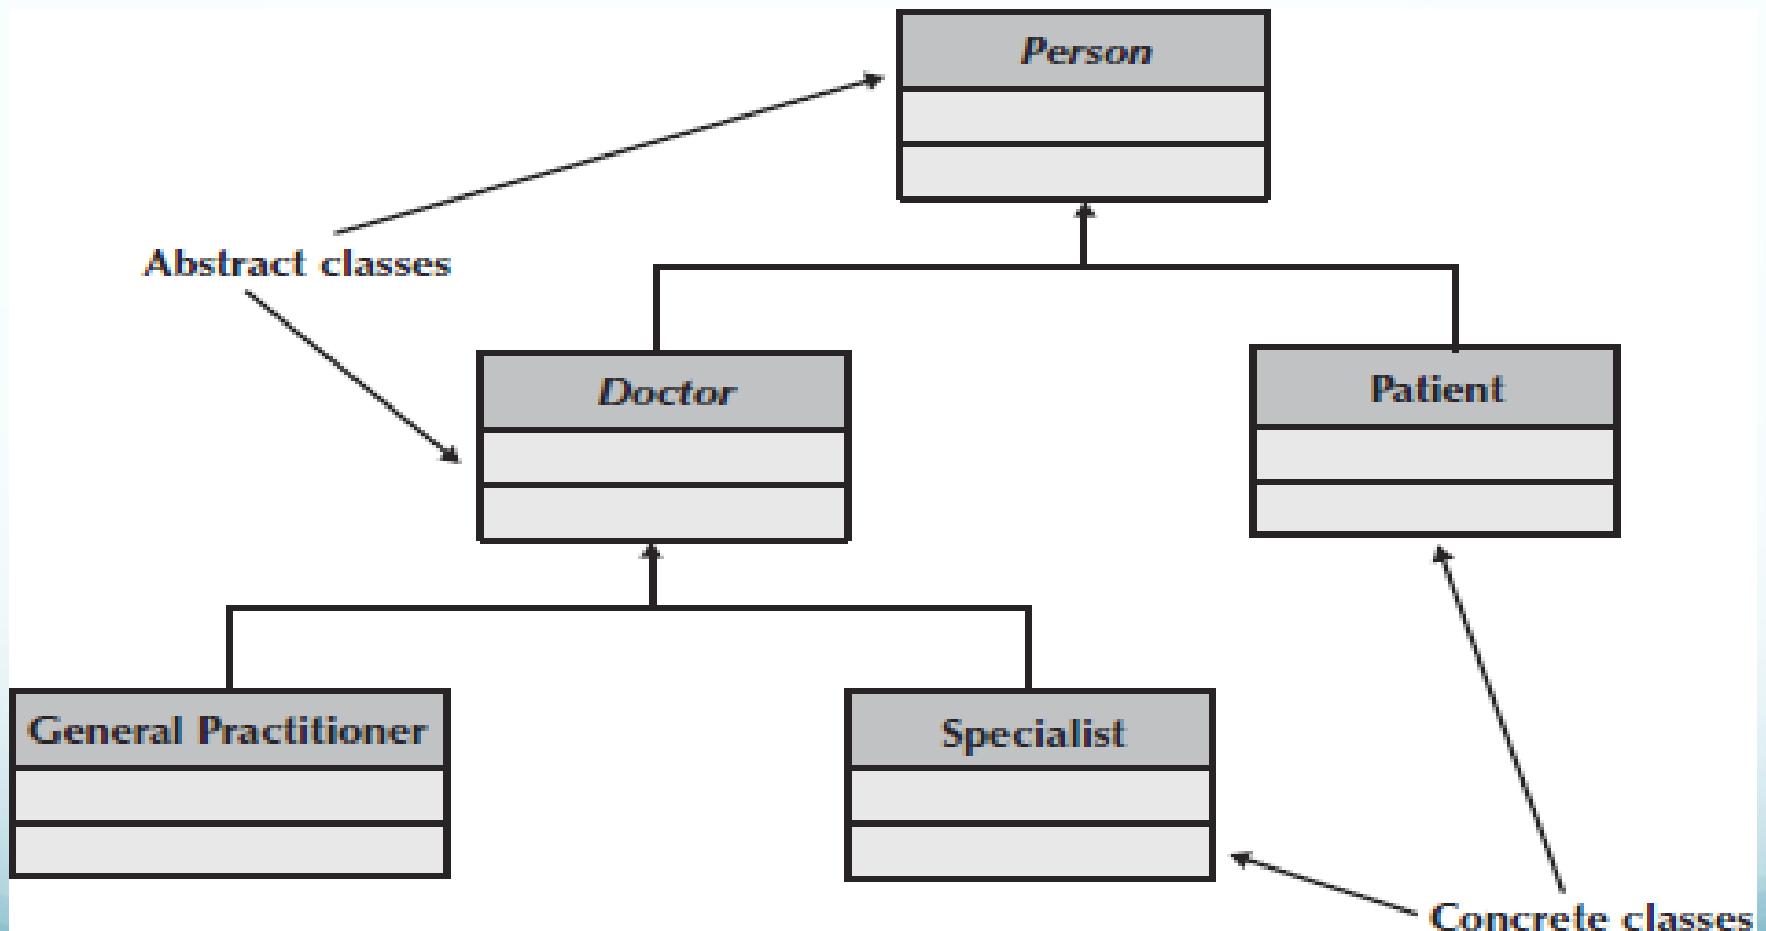 Person
Abstract classes
Doctor
Patient
General Practitioner
Specialist
Concrete classes